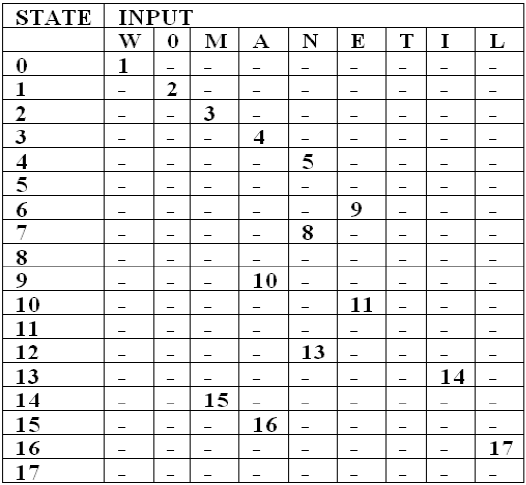 STATE INPUT
W 0 M A N E T I L
0 1 – – – – – – – –
1 – 2 – – – – – – –
2 – – 3 – – – – – –
3 – – – 4 – – – – –
4 – – – – 5 – – – –
5 – – – – – – – – –
6 – – – – – 9 – – –
7 – – – – 8 – – – –
8 – – – – – – – – –
9 – – – 10 – – – – –
10 – – – – – 11 – – –
11 – – – – – – – – –
12 – – – – 13 – – – –
13 – – – – – – – 14 –
14 – – 15 – – – – – –
15 – – – 16 – – – – –
16 – – – – – – – – 17
17 – – – – – – – – –